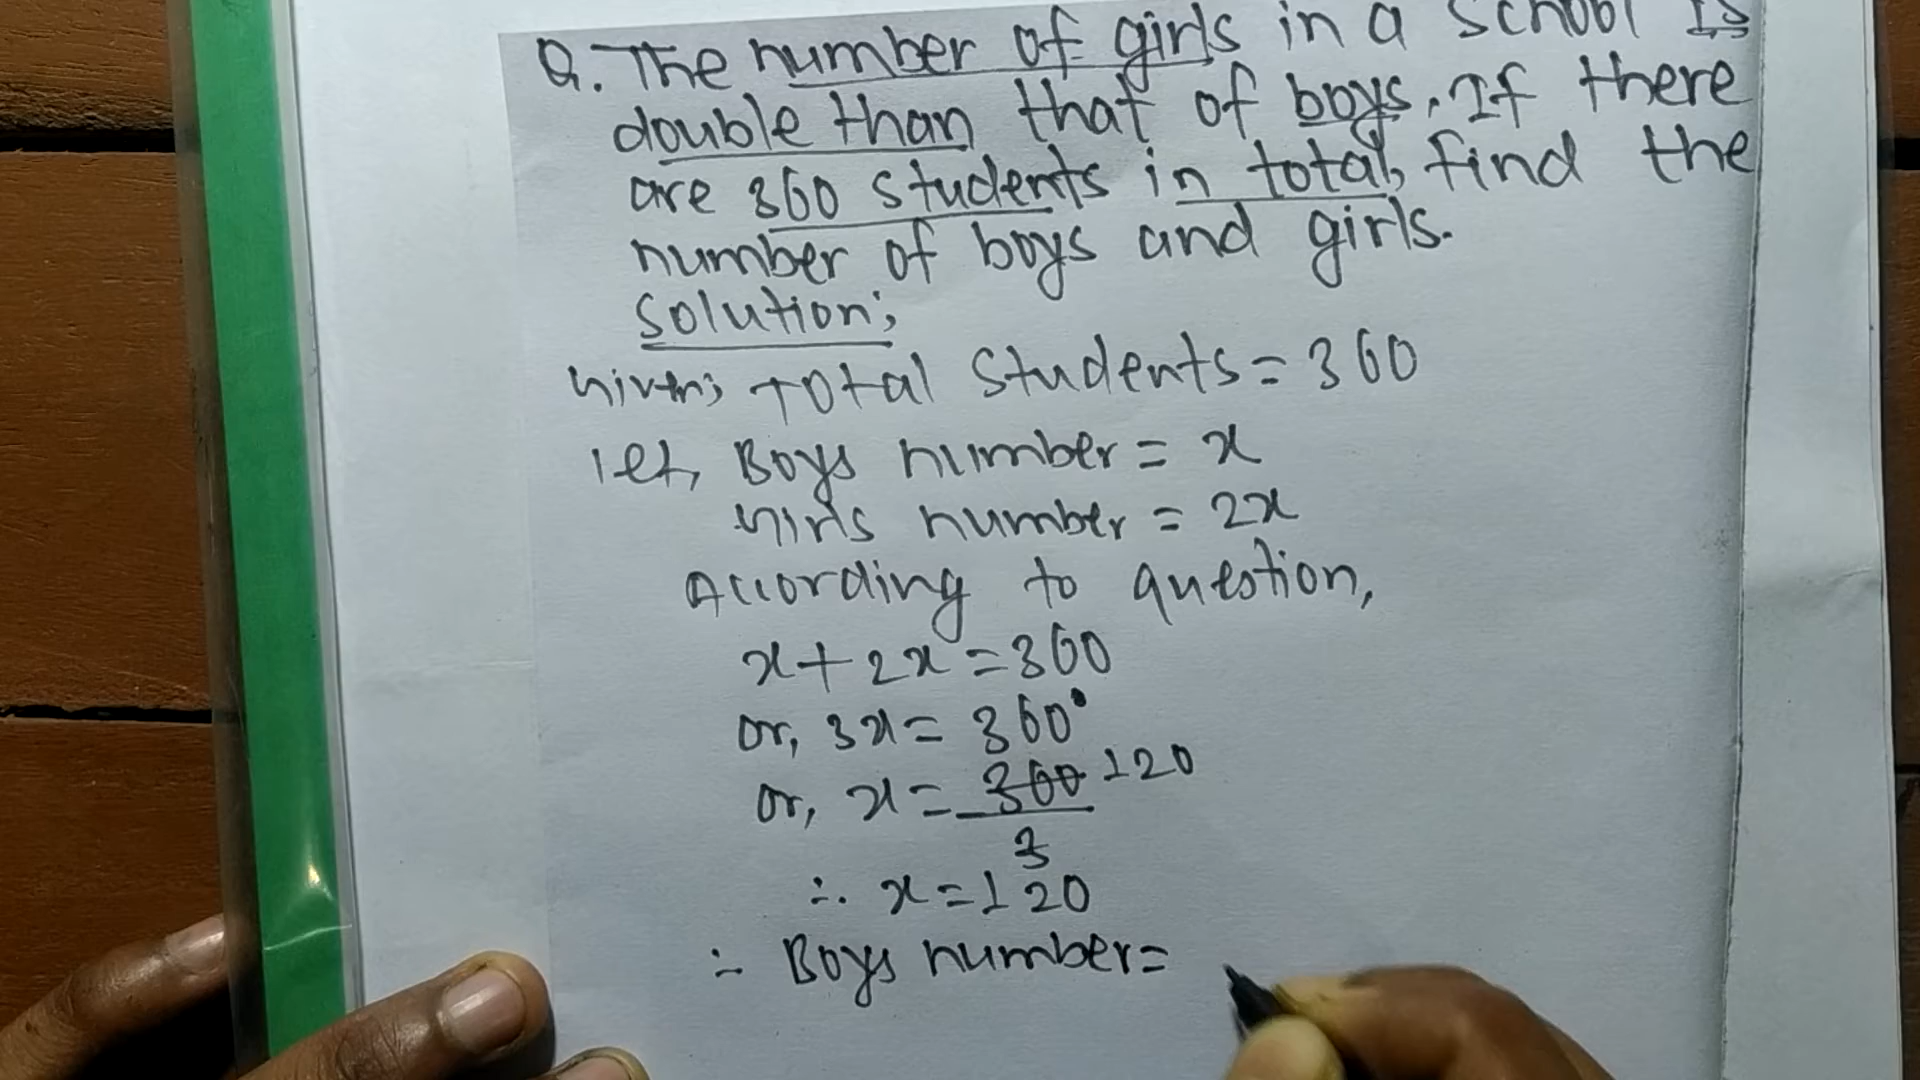 Q. The number of girls in a school is
double than that of boys. If there
are 360 students in total, find the
number of boys and girls.
Solution;
Given; Total students = 360
let, Boys number = x
Girls number = 2x
According to question,
x + 2x = 360
or, 3x = 360
or, x = 360 120
3
∴ x = 120
∴ Boys number =